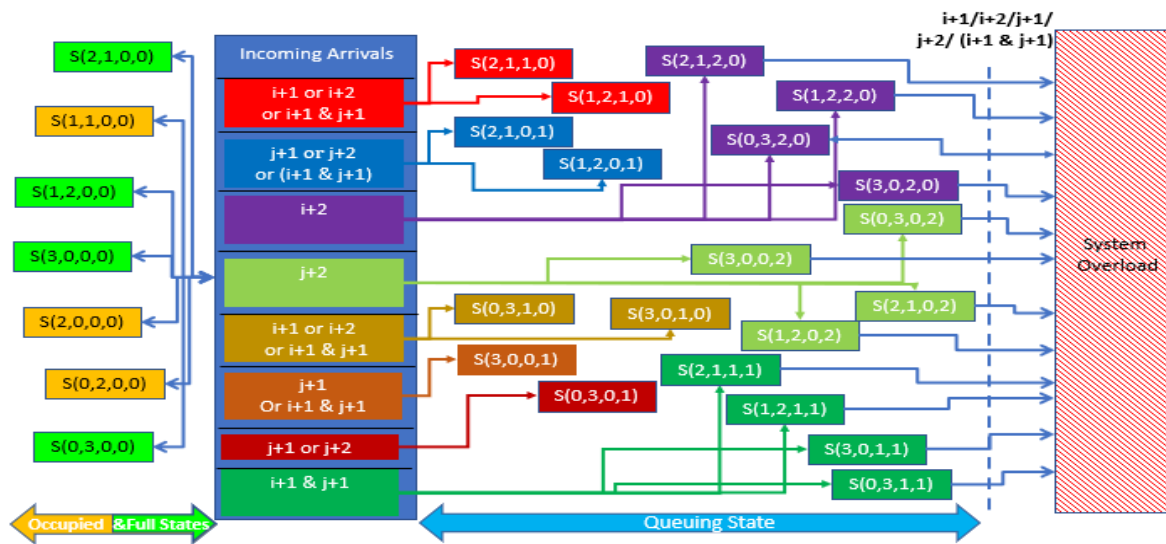 i+1/i+2/j+1/
j+2/ (i+1 & j+1)
S(2,1,0,0)
S(1,1,0,0)
S(1,2,0,0)
S(3,0,0,0)
S(2,0,0,0)
S(0,2,0,0)
S(0,3,0,0)
Occupied &Full States
Incoming Arrivals
i+1 or i+2
or i+1 & j+1
j+1 or j+2
or (i+1 & j+1)
i+2
j+2
i+1 or i+2
or i+1 & j+1
j+1
Or i+1 & j+1
j+1 or j+2
i+1 & j+1
S(2,1,1,0)
S(1,2,1,0)
S(2,1,0,1)
S(1,2,0,1)
S(2,1,2,0)
S(1,2,2,0)
S(0,3,2,0)
S(3,0,2,0)
S(0,3,0,2)
S(3,0,0,2)
S(2,1,0,2)
S(1,2,0,2)
S(0,3,1,0)
S(3,0,1,0)
S(3,0,0,1)
S(0,3,0,1)
S(2,1,1,1)
S(1,2,1,1)
S(3,0,1,1)
S(0,3,1,1)
Queuing State
System
Overload